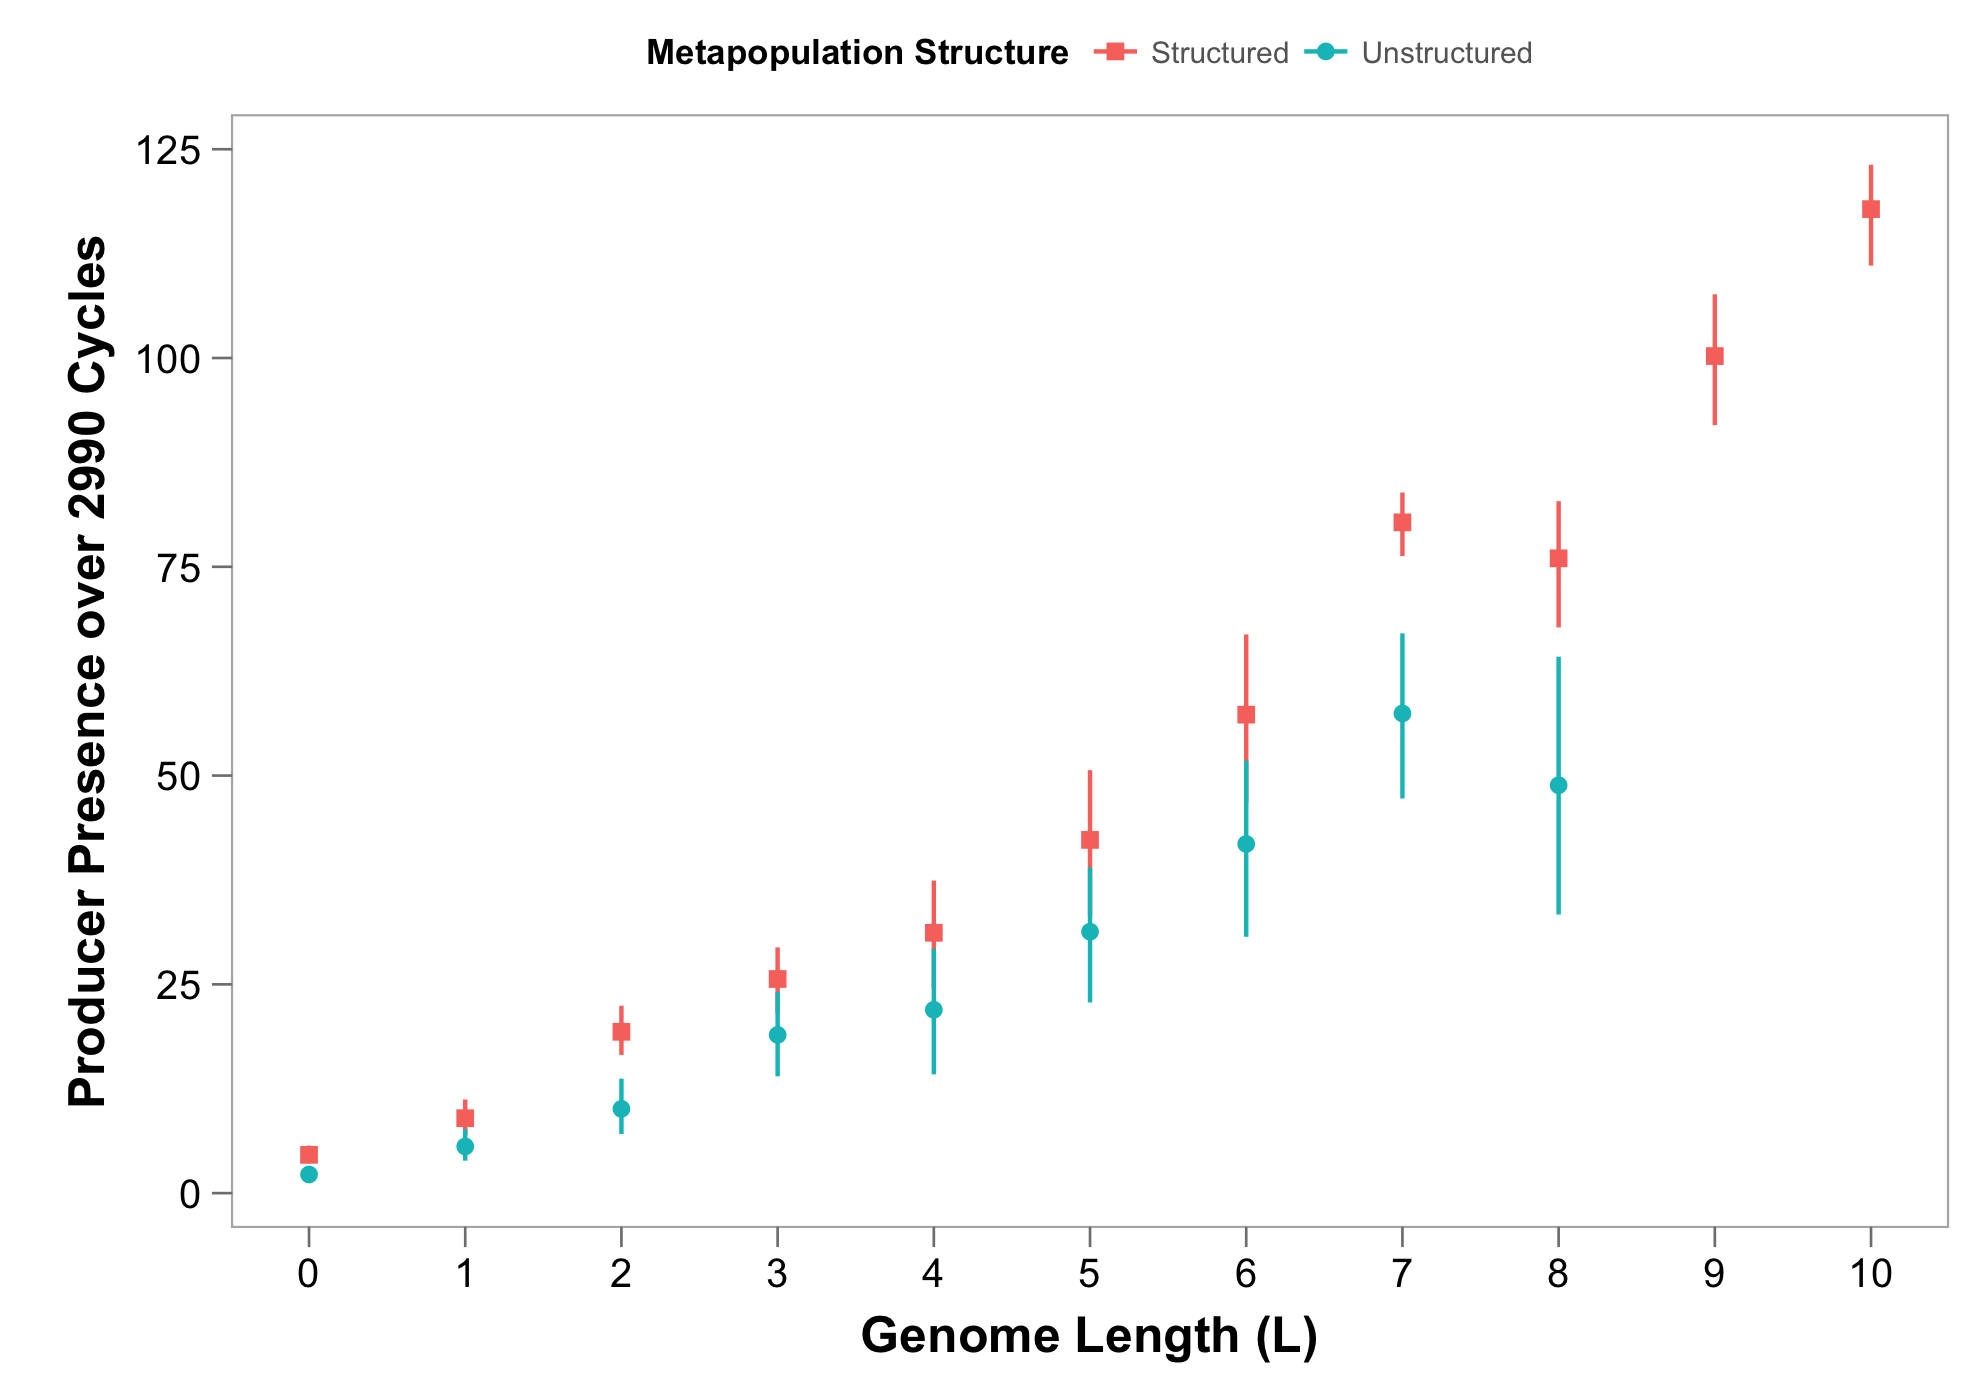 Metapopulation Structure Structured Unstructured
125
100
75
50
25
0
Producer Presence over 2990 Cycles
0 1 2 3 4 5 6 7 8 9 10
Genome Length (L)